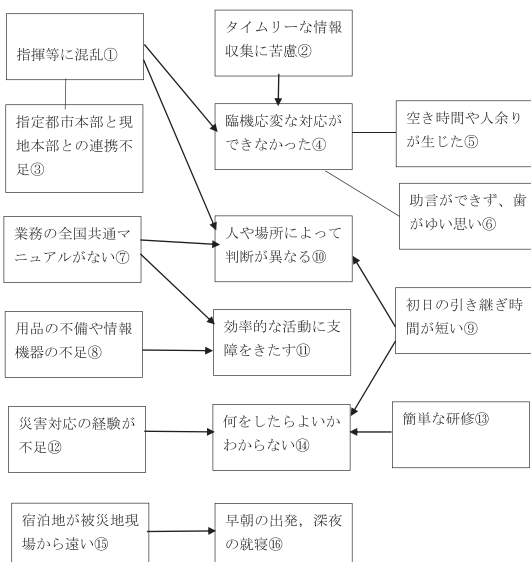 指揮等に混乱①
タイムリーな情報
収集に苦慮②
指定都市本部と現
地本部との連携不
足③
臨機応変な対応が
できなかった④
空き時間や人余り
が生じた⑤
助言ができず、歯
がゆい思い⑥
業務の全国共通マ
ニュアルがない⑦
人や場所によって
判断が異なる⑩
用品の不備や情報
機器の不足⑧
効率的な活動に支
障をきたす⑪
初日の引き継ぎ時
間が短い⑨
災害対応の経験が
不足⑫
何をしたらよいか
わからない⑭
簡単な研修⑬
宿泊地が被災地現
場から遠い⑮
早朝の出発，深夜
の就寝⑯